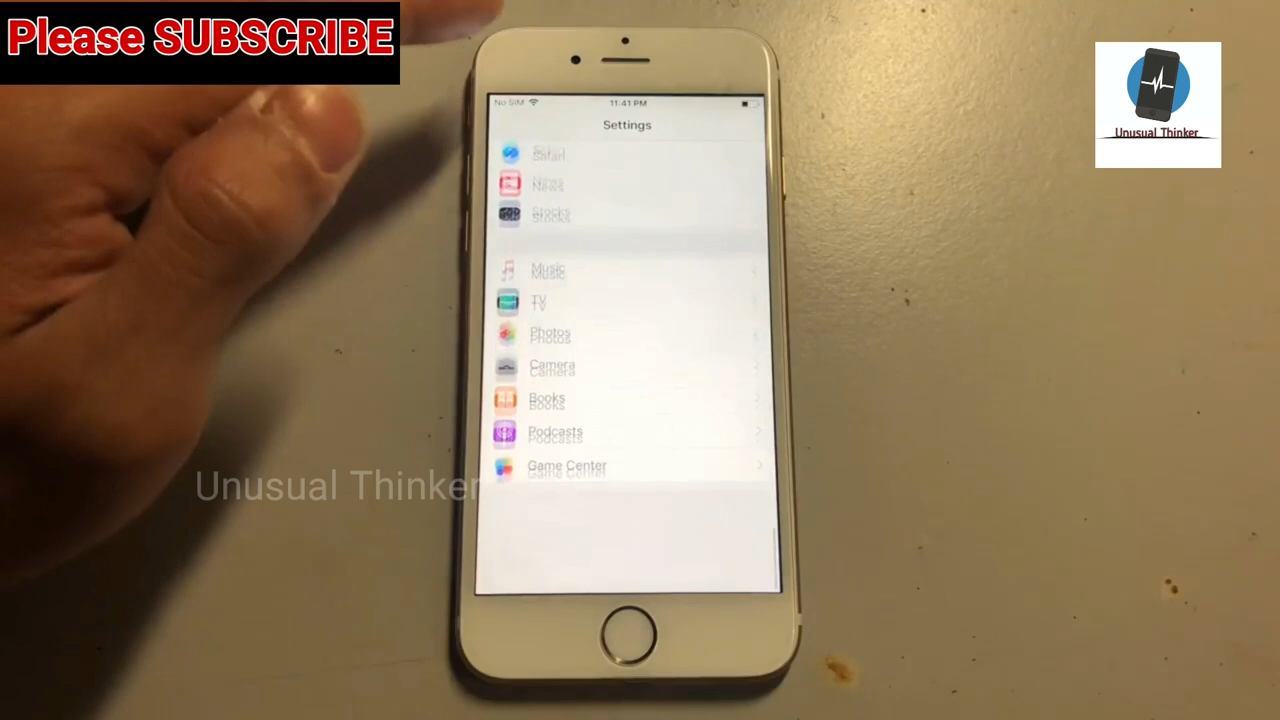 Please SUBSCRIBE
Unusual Thinker
No SIM 11:41 PM
Settings
Safari
News
Stocks
Music
TV
Photos
Camera
Books
Podcasts
Game Center
Unusual Thinker